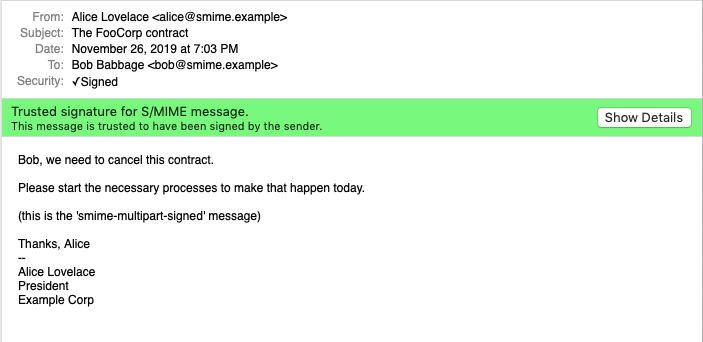 From: Alice Lovelace <alice@smime.example>
Subject: The FooCorp contract
Date: November 26, 2019 at 7:03 PM
To: Bob Babbage <bob@smime.example>
Security: ✓Signed
Trusted signature for S/MIME message.
This message is trusted to have been signed by the sender.
Show Details
Bob, we need to cancel this contract.
Please start the necessary processes to make that happen today.
(this is the 'smime-multipart-signed' message)
Thanks, Alice
--
Alice Lovelace
President
Example Corp